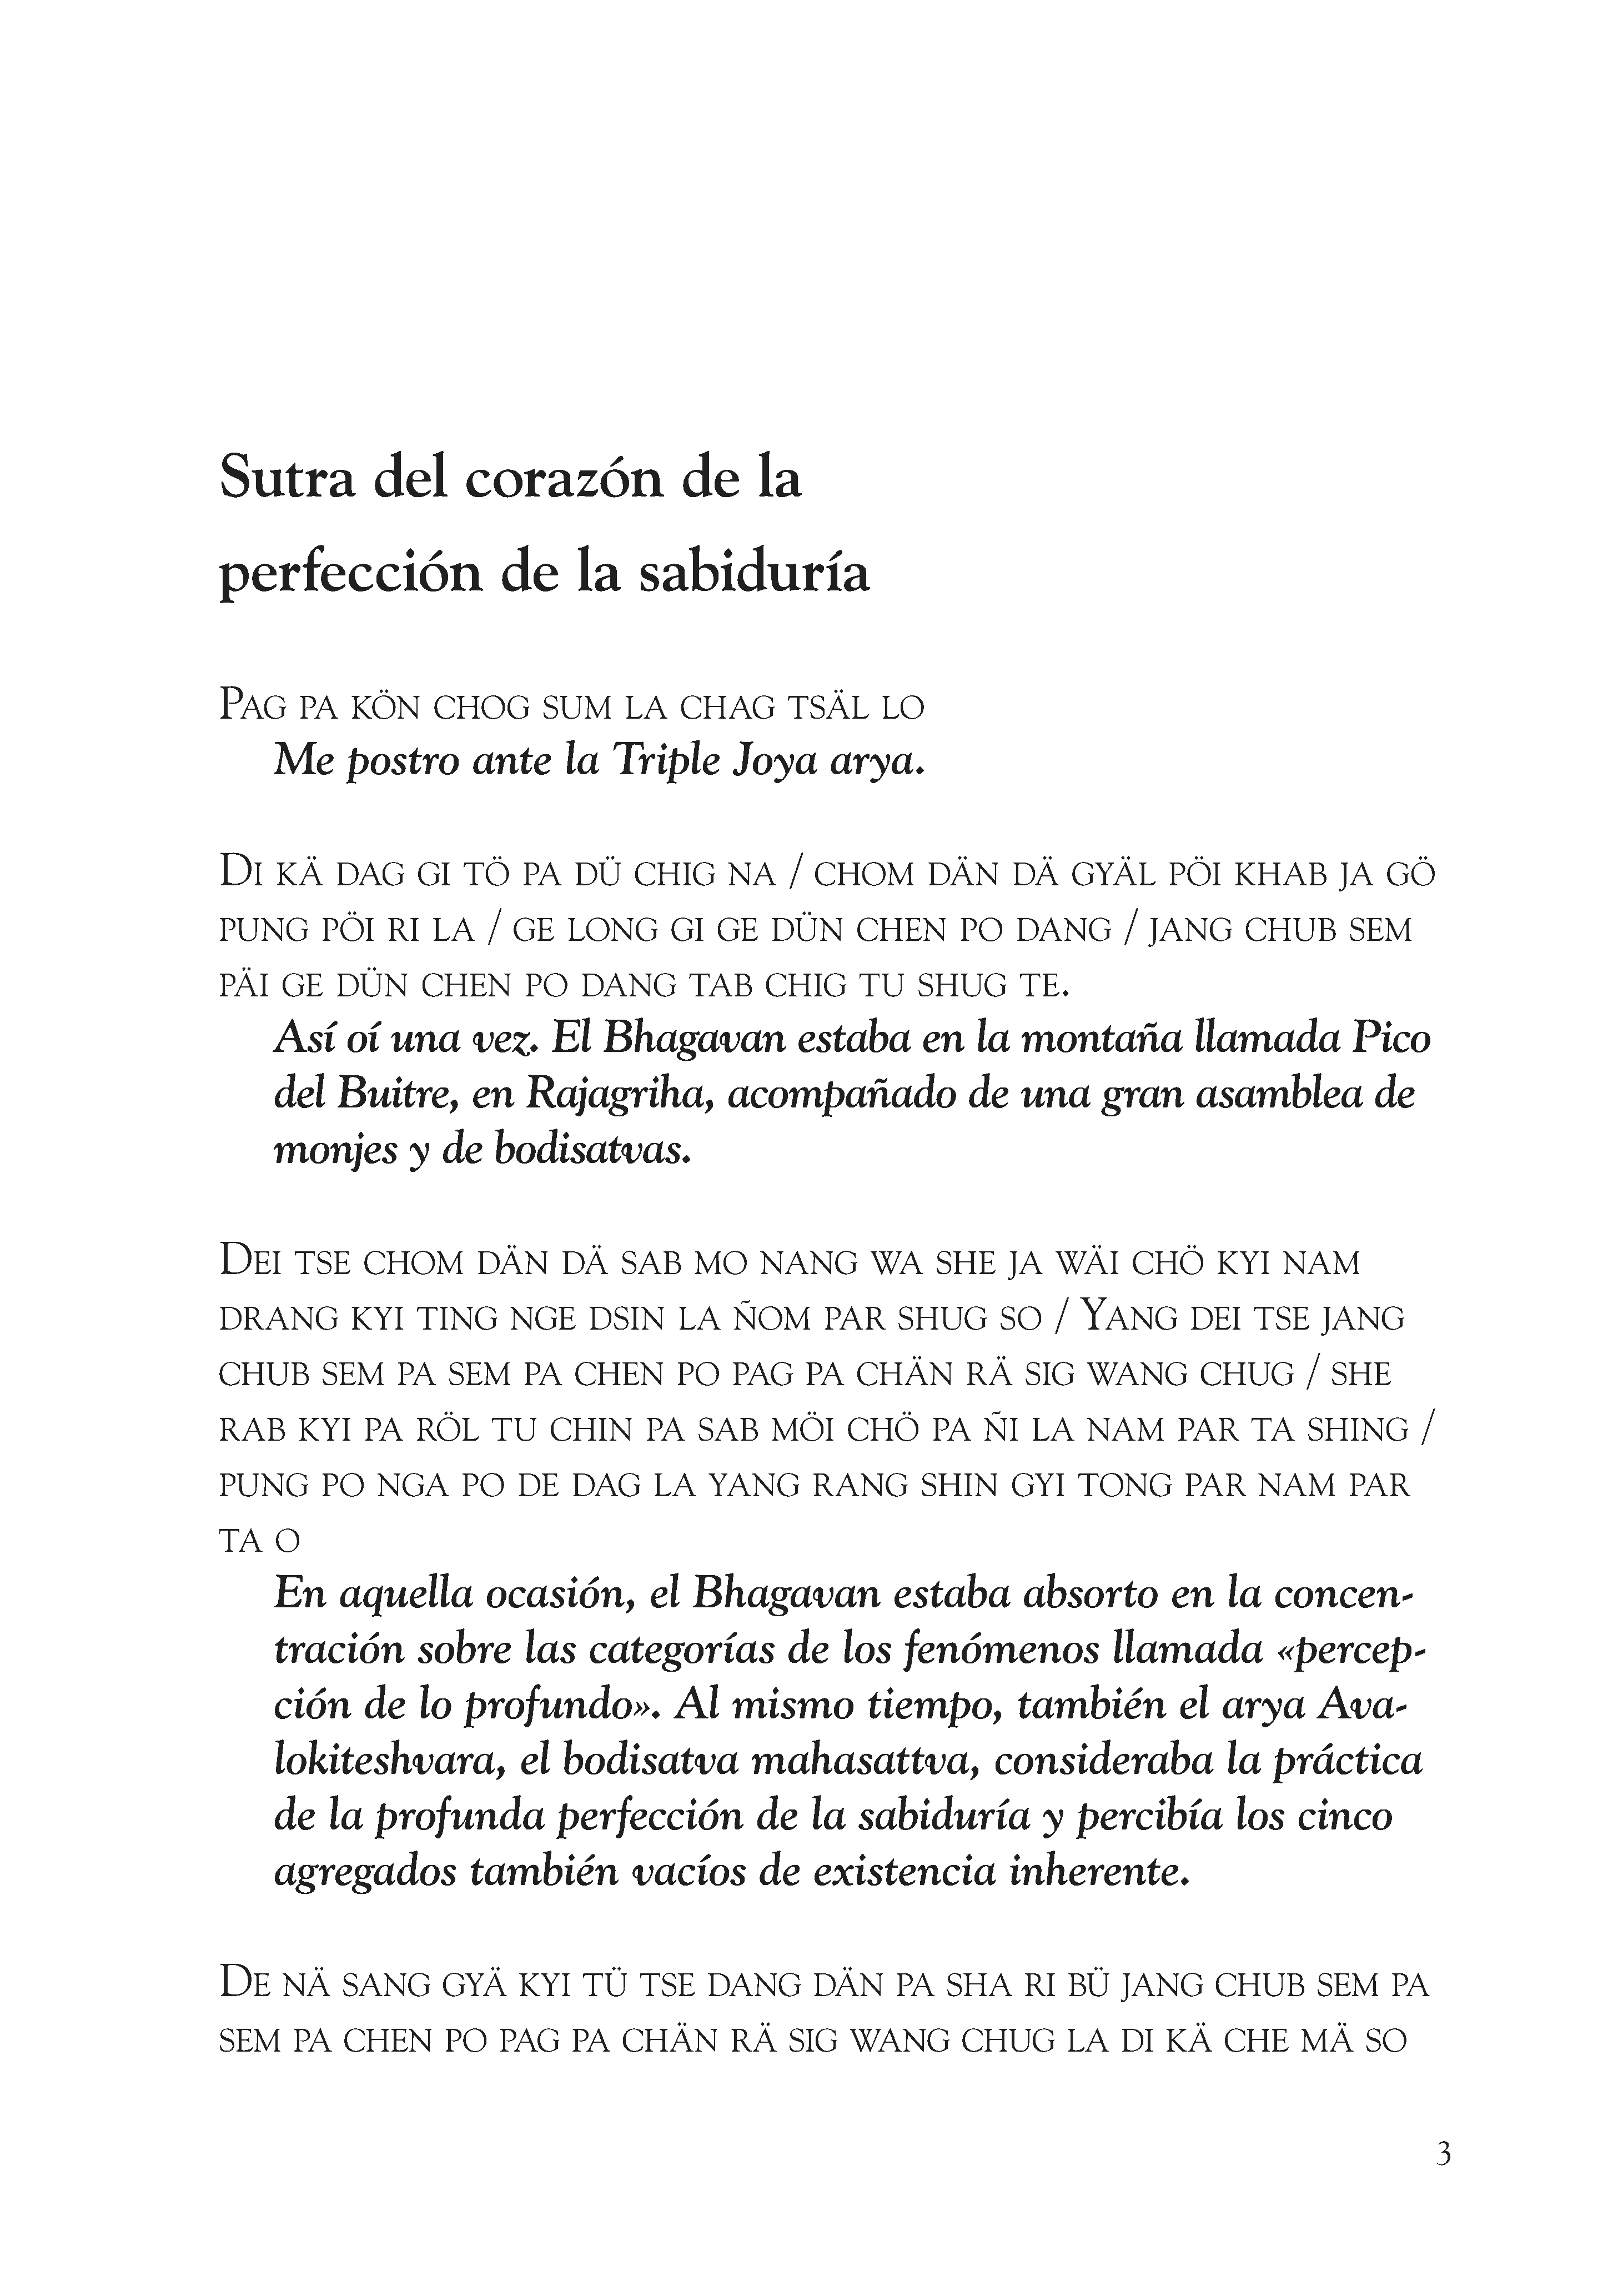 Sutra del corazón de la
perfección de la sabiduría
Pag pa kön chog sum la chag tsäl lo
Me postro ante la Triple Joya arya.
Di kä dag gi tö pa dü chig na / chom dän dä gyäl pöi khab ja gö
pung pöi ri la / ge long gi ge dün chen po dang / jang chub sem
päi ge dün chen po dang tab chig tu shug te.
Así oí una vez. El Bhagavan estaba en la montaña llamada Pico
del Buitre, en Rajagriha, acompañado de una gran asamblea de
monjes y de bodisatvas.
Dei tse chom dän dä sab mo nang wa she ja wäi chö kyi nam
drang kyi ting nge dsin la ñom par shug so / Yang dei tse jang
chub sem pa sem pa chen po pag pa chän rä sig wang chug / she
rab kyi pa röl tu chin pa sab möi chö pa ñi la nam par ta shing /
pung po nga po de dag la yang rang shin gyi tong par nam par
ta o
En aquella ocasión, el Bhagavan estaba absorto en la concen-
tración sobre las categorías de los fenómenos llamada «percep-
ción de lo profundo». Al mismo tiempo, también el arya Ava-
lokiteshvara, el bodisatva mahasattva, consideraba la práctica
de la profunda perfección de la sabiduría y percibía los cinco
agregados también vacíos de existencia inherente.
De nä sang gyä kyi tü tse dang dän pa sha ri bü jang chub sem pa
sem pa chen po pag pa chän rä sig wang chug la di kä che mä so
3